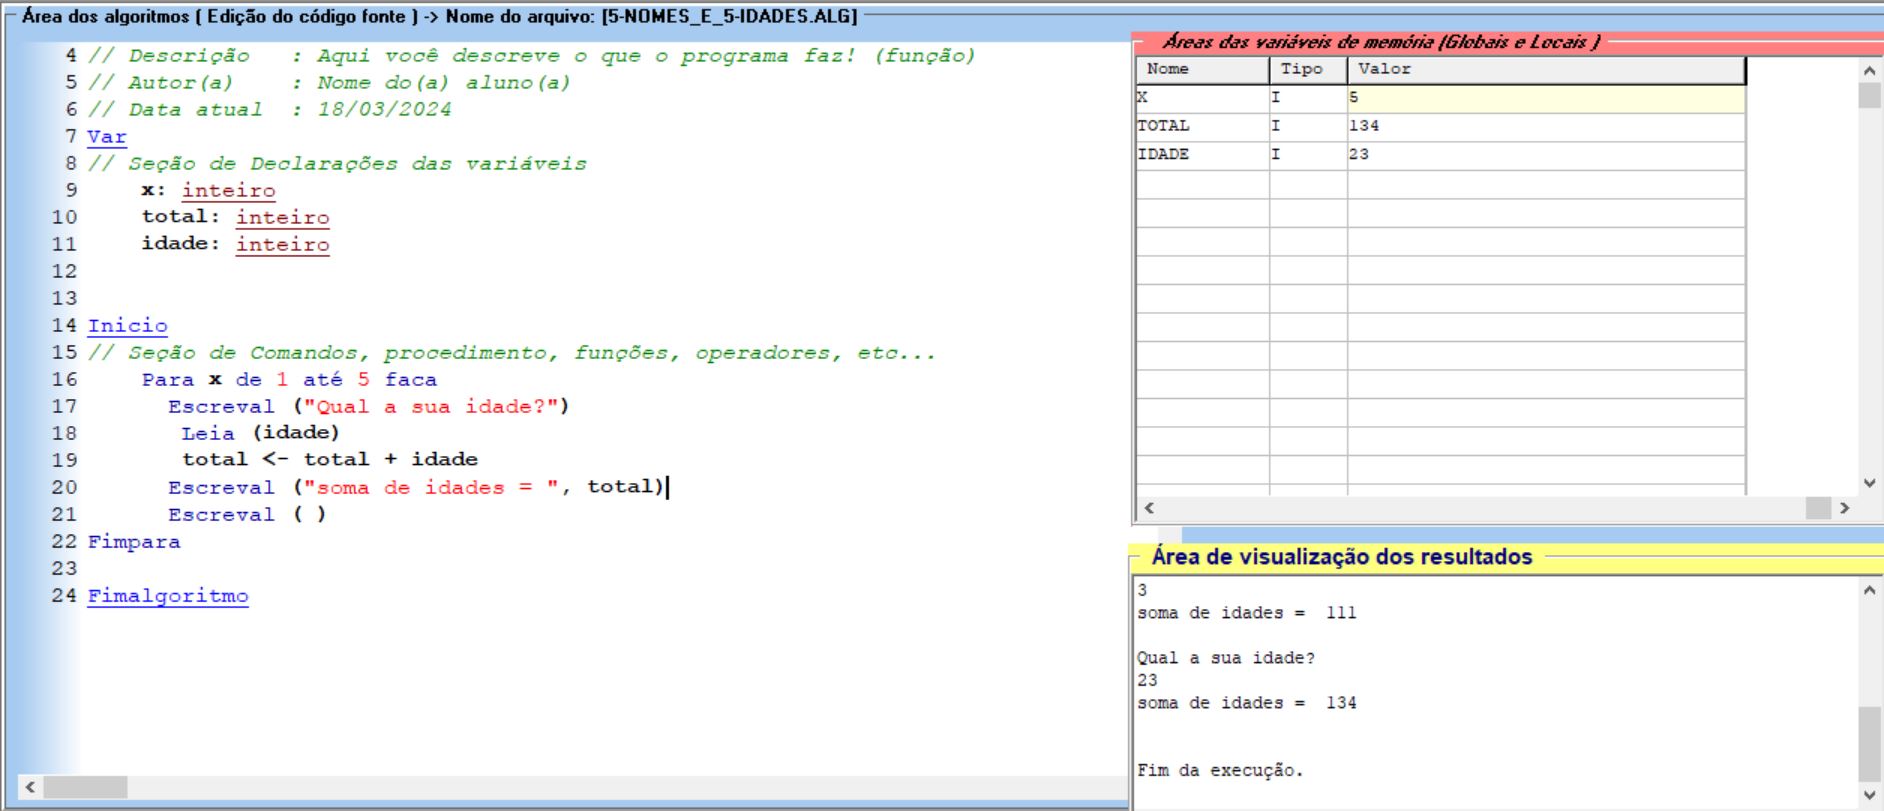 Área dos algoritmos ( Edição do código fonte ) -> Nome do arquivo: [5-NOMES_E_5-IDADES.ALG]
4 // Descrição   : Aqui você descreve o que o programa faz! (função)
5 // Autor(a)    : Nome do(a) aluno(a)
6 // Data atual  : 18/03/2024
7 Var
8 // Seção de Declarações das variáveis
9     x: inteiro
10     total: inteiro
11     idade: inteiro
12
13
14 Inicio
15 // Seção de Comandos, procedimento, funções, operadores, etc...
16     Para x de 1 até 5 faca
17       Escreval ("Qual a sua idade?")
18        Leia (idade)
19        total <- total + idade
20       Escreval ("soma de idades = ", total)
21       Escreval ( )
22 Fimpara
23
24 Fimalgoritmo
Áreas das variáveis de memória (Globais e Locais )
Nome Tipo Valor
X I 5
TOTAL I 134
IDADE I 23
Área de visualização dos resultados
3
soma de idades =  111
Qual a sua idade?
23
soma de idades =  134
Fim da execução.